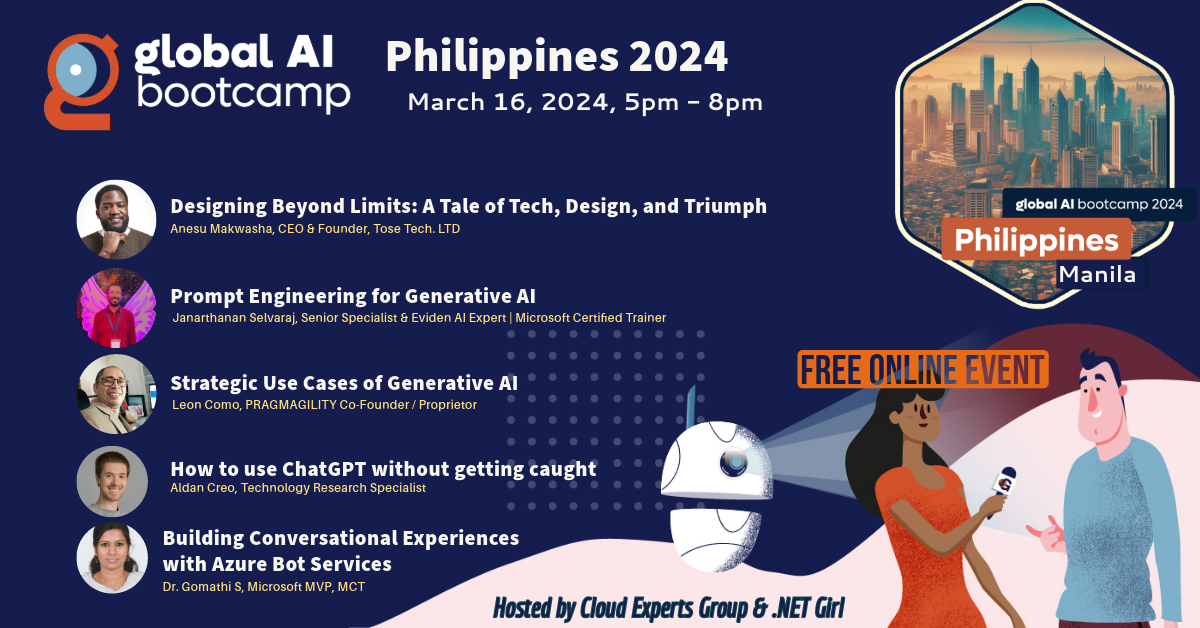 global AI
bootcamp
Philippines 2024
March 16, 2024, 5pm – 8pm
global AI bootcamp 2024
Philippines
Manila
Designing Beyond Limits: A Tale of Tech, Design, and Triumph
Anesu Makwasha, CEO & Founder, Tose Tech. LTD
Prompt Engineering for Generative AI
Janarthanan Selvaraj, Senior Specialist & Eviden AI Expert | Microsoft Certified Trainer
Strategic Use Cases of Generative AI
Leon Como, PRAGMAGILITY Co-Founder / Proprietor
FREE ONLINE EVENT
How to use ChatGPT without getting caught
Aldan Creo, Technology Research Specialist
Building Conversational Experiences
with Azure Bot Services
Dr. Gomathi S, Microsoft MVP, MCT
Hosted by Cloud Experts Group & .NET Girl